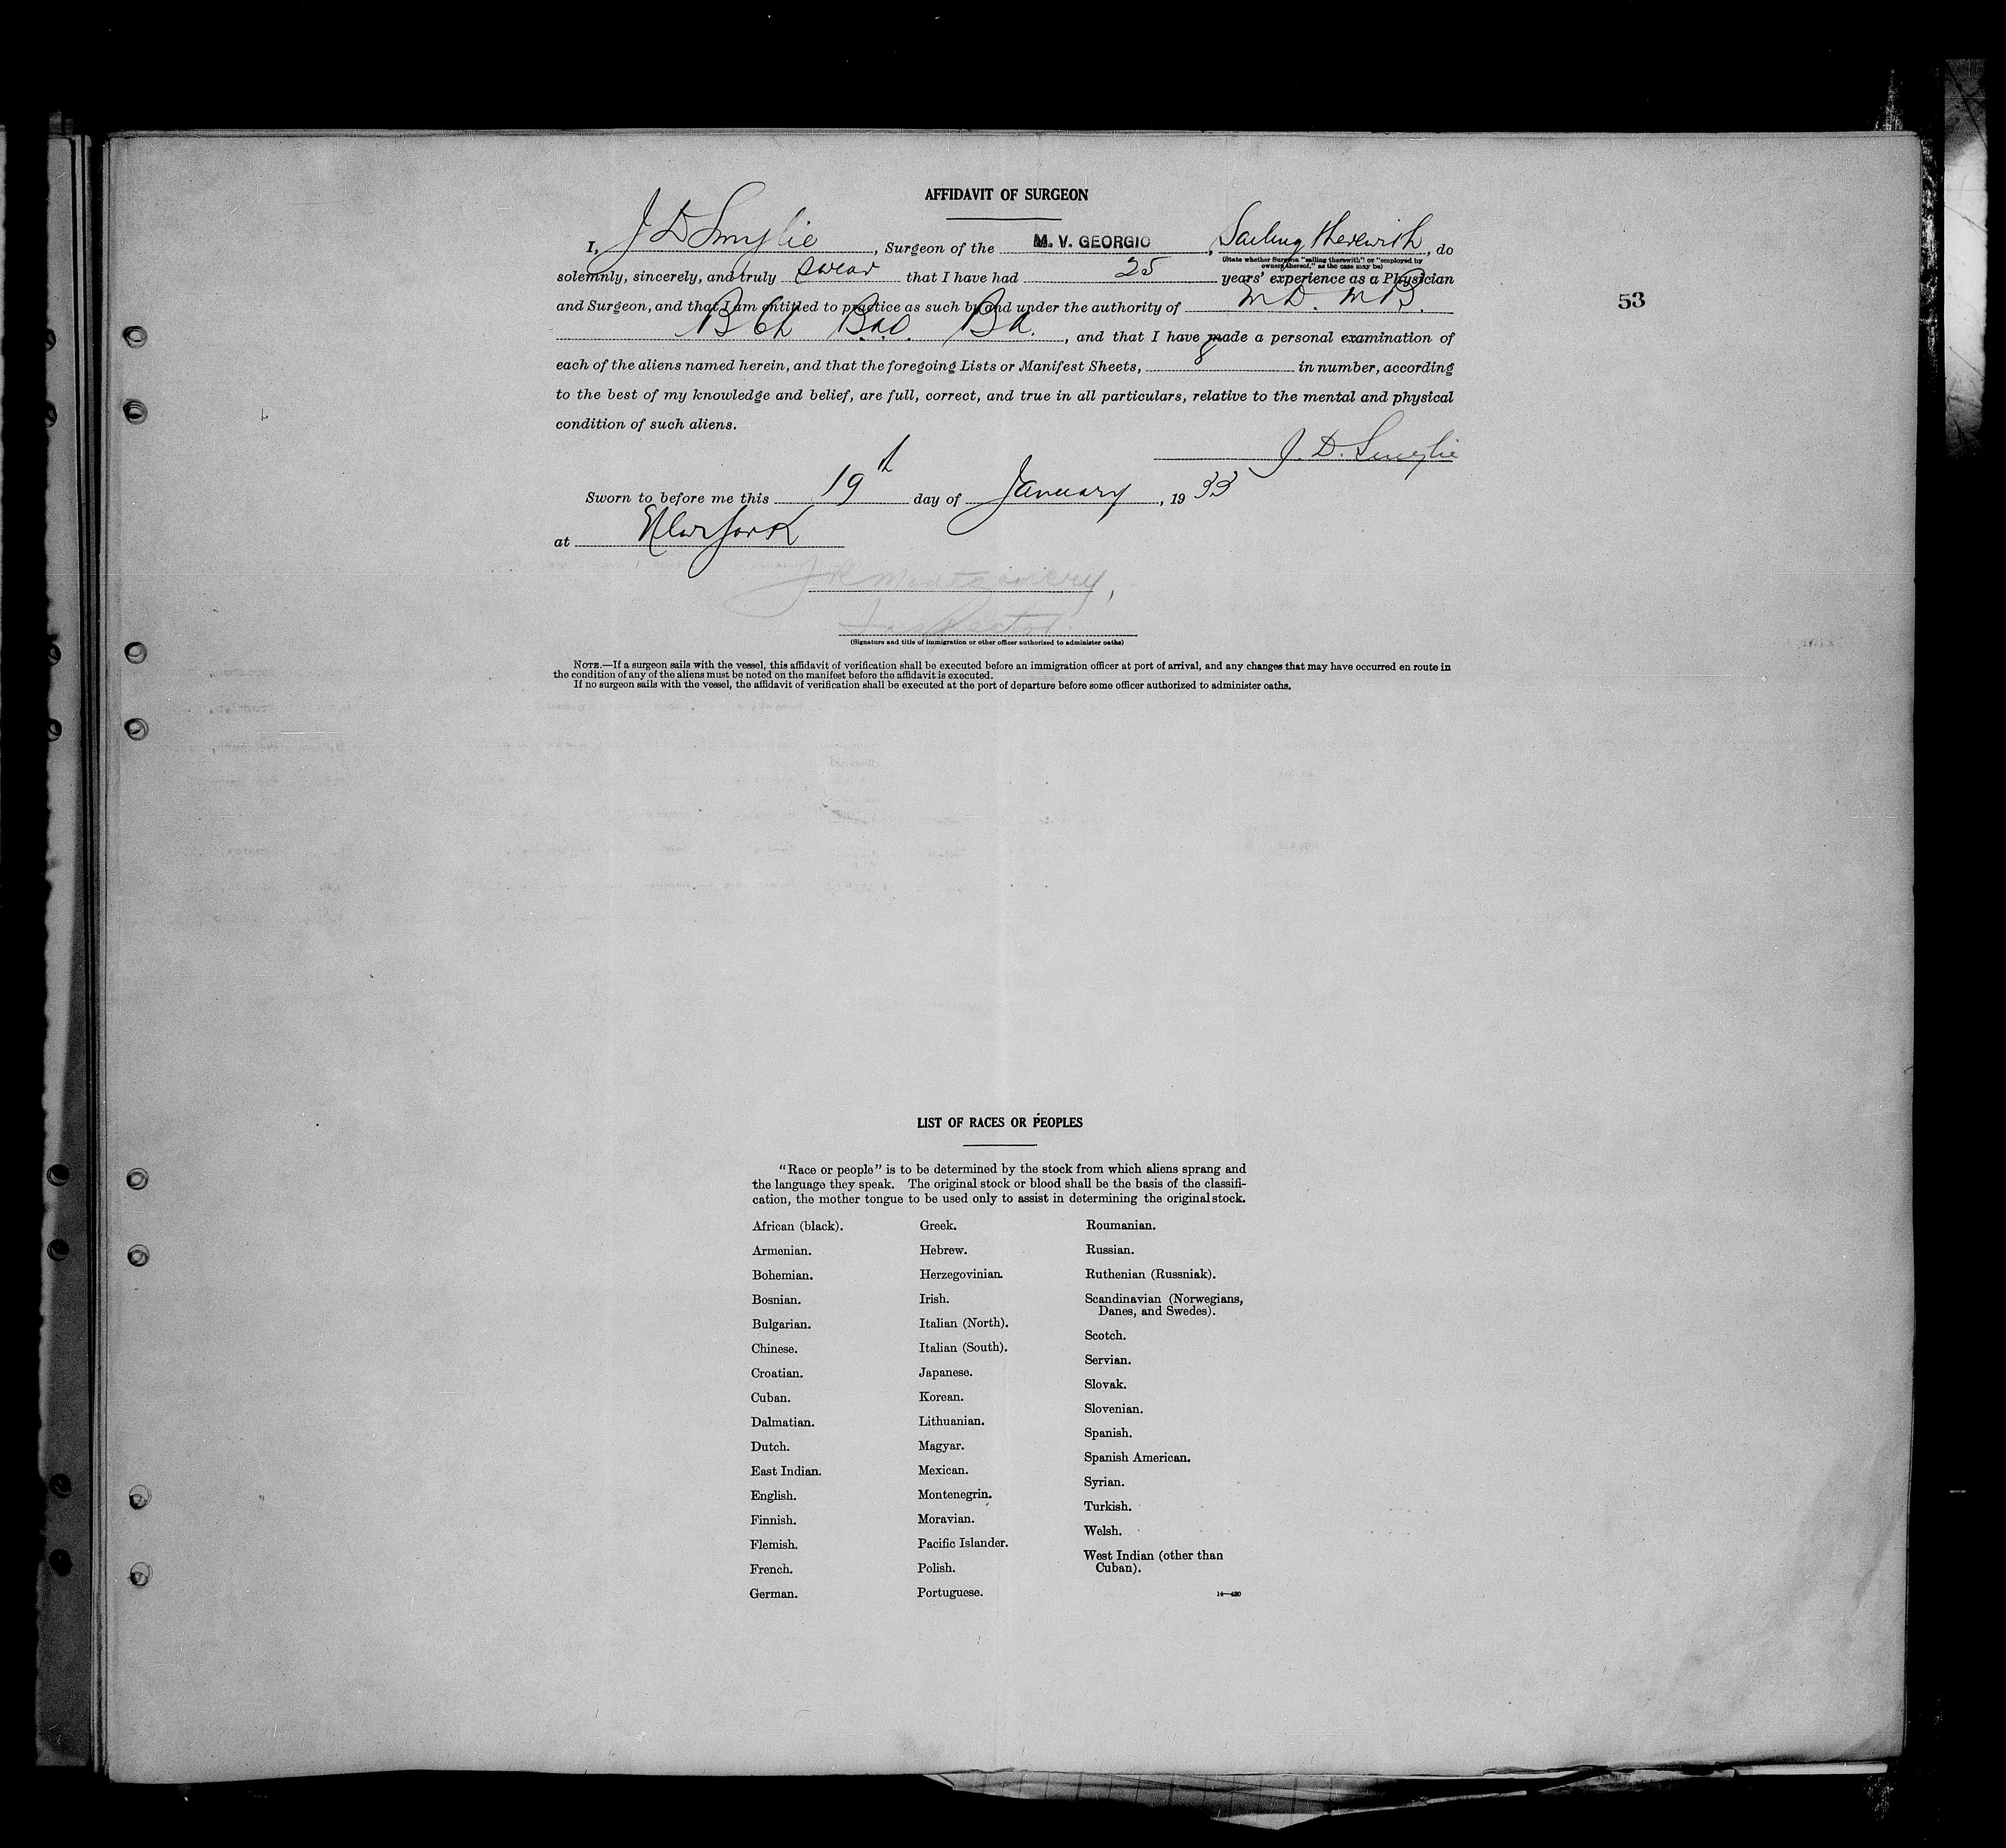 AFFIDAVIT OF SURGEON
I, J D Smylie, Surgeon of the M. V. GEORGIC, Sailing therewith, do
(State whether Surgeon "sailing therewith" or "employed by
owners thereof," as the case may be)
solemnly, sincerely, and truly swear that I have had 25 years' experience as a Physician
and Surgeon, and that I am entitled to practice as such by and under the authority of M D. M B.
B Ch B.A.O. B A., and that I have made a personal examination of
53
each of the aliens named herein, and that the foregoing Lists or Manifest Sheets, 8 in number, according
to the best of my knowledge and belief, are full, correct, and true in all particulars, relative to the mental and physical
condition of such aliens.
J. D. Smylie
Sworn to before me this 19th day of January, 1933
at New York
J R Montgomery,
Inspector.
(Signature and title of immigration or other officer authorized to administer oaths)
NOTE.—If a surgeon sails with the vessel, this affidavit of verification shall be executed before an immigration officer at port of arrival, and any changes that may have occurred en route in
the condition of any of the aliens must be noted on the manifest before the affidavit is executed.
If no surgeon sails with the vessel, the affidavit of verification shall be executed at the port of departure before some officer authorized to administer oaths.
LIST OF RACES OR PEOPLES
"Race or people" is to be determined by the stock from which aliens sprang and
the language they speak. The original stock or blood shall be the basis of the classifi-
cation, the mother tongue to be used only to assist in determining the original stock.
African (black).
Armenian.
Bohemian.
Bosnian.
Bulgarian.
Chinese.
Croatian.
Cuban.
Dalmatian.
Dutch.
East Indian.
English.
Finnish.
Flemish.
French.
German.
Greek.
Hebrew.
Herzegovinian.
Irish.
Italian (North).
Italian (South).
Japanese.
Korean.
Lithuanian.
Magyar.
Mexican.
Montenegrin.
Moravian.
Pacific Islander.
Polish.
Portuguese.
Roumanian.
Russian.
Ruthenian (Russniak).
Scandinavian (Norwegians,
Danes, and Swedes).
Scotch.
Servian.
Slovak.
Slovenian.
Spanish.
Spanish American.
Syrian.
Turkish.
Welsh.
West Indian (other than
Cuban).
14—430